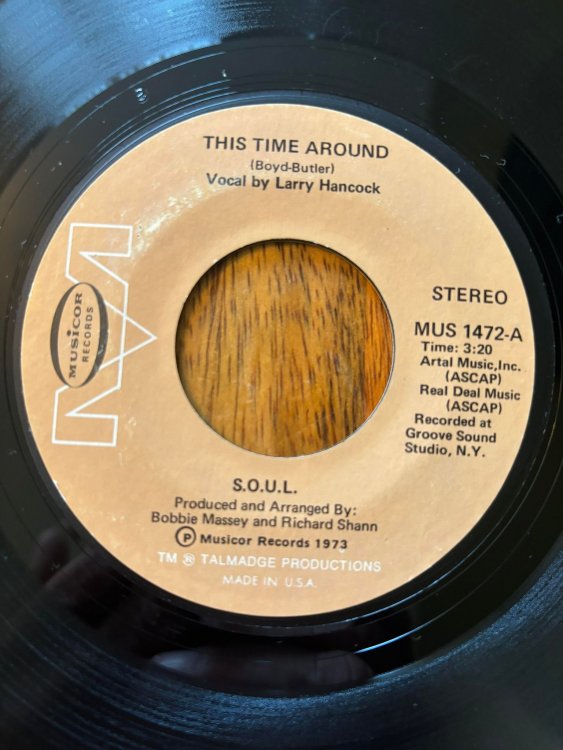 THIS TIME AROUND
(Boyd-Butler)
Vocal by Larry Hancock
MUSICOR
RECORDS
STEREO
MUS 1472-A
Time: 3:20
Artal Music,Inc.
(ASCAP)
Real Deal Music
(ASCAP)
Recorded at
Groove Sound
Studio, N.Y.
S.O.U.L.
Produced and Arranged By:
Bobbie Massey and Richard Shann
Ⓟ Musicor Records 1973
TM ® TALMADGE PRODUCTIONS
MADE IN U.S.A.